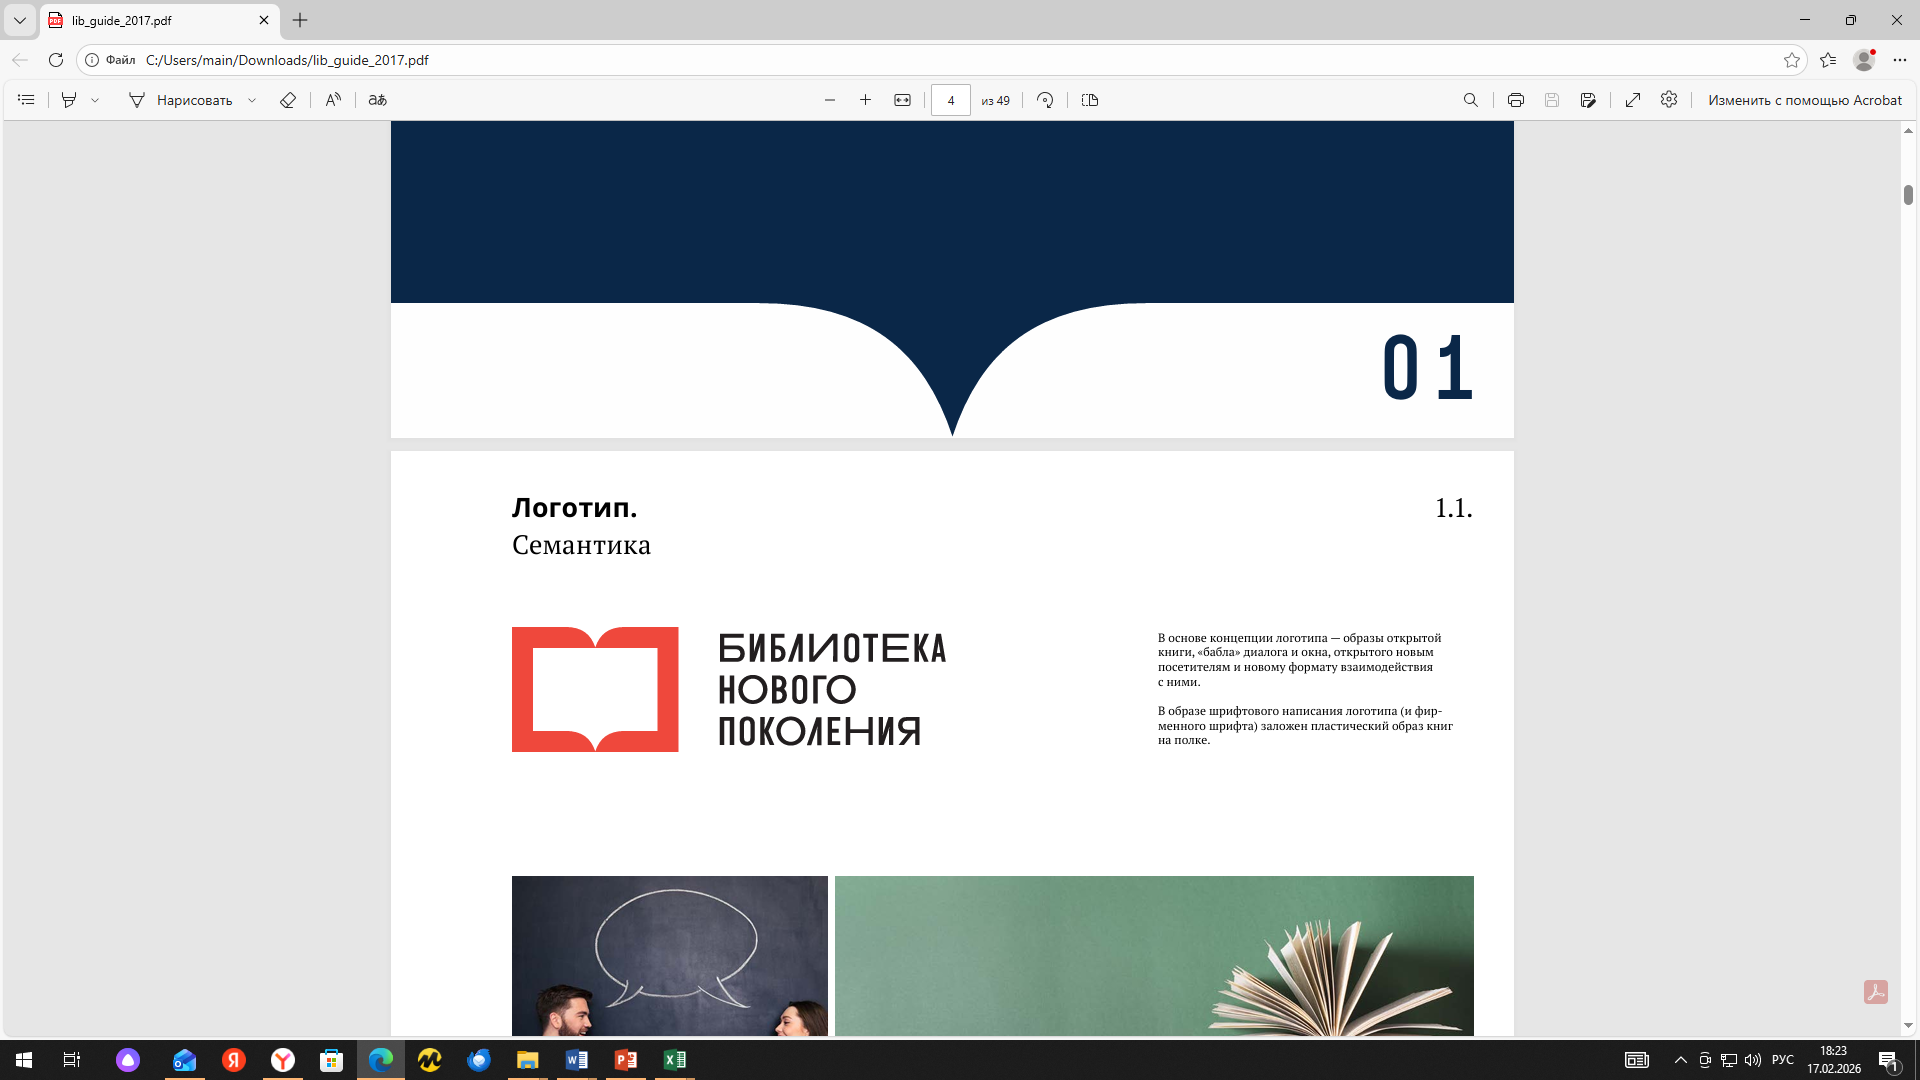 lib_guide_2017.pdf
Файл C:/Users/main/Downloads/lib_guide_2017.pdf
Нарисовать
4 из 49
Изменить с помощью Acrobat
01
Логотип.
1.1.
Семантика
БИБЛИОТЕКА
НОВОГО
ПОКОЛЕНИЯ
В основе концепции логотипа — образы открытой
книги, «бабла» диалога и окна, открытого новым
посетителям и новому формату взаимодействия
с ними.
В образе шрифтового написания логотипа (и фир-
менного шрифта) заложен пластический образ книг
на полке.
РУС
18:23
17.02.2026
1